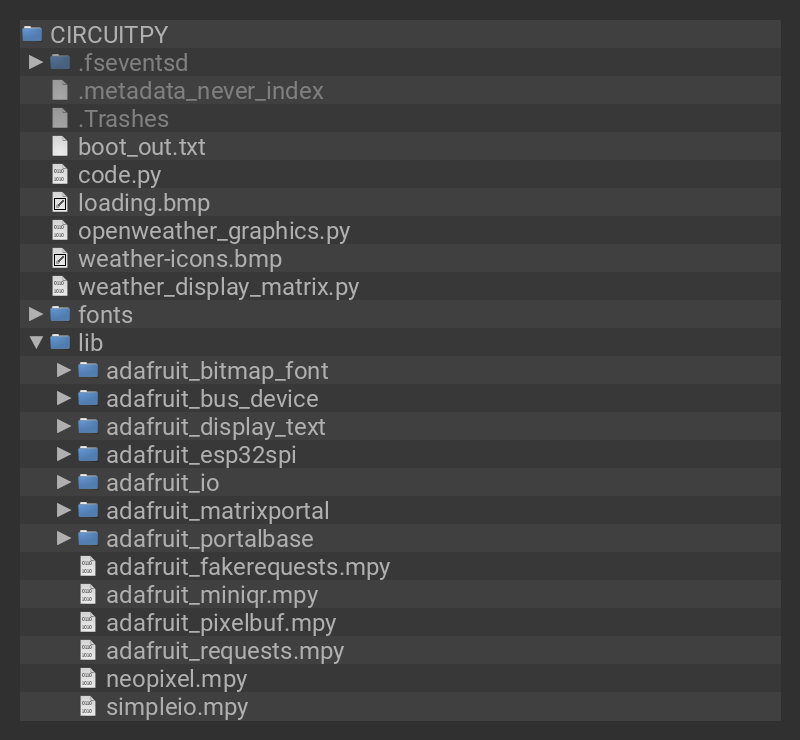 CIRCUITPY
.fseventsd
.metadata_never_index
.Trashes
boot_out.txt
code.py
loading.bmp
openweather_graphics.py
weather-icons.bmp
weather_display_matrix.py
fonts
lib
adafruit_bitmap_font
adafruit_bus_device
adafruit_display_text
adafruit_esp32spi
adafruit_io
adafruit_matrixportal
adafruit_portalbase
adafruit_fakerequests.mpy
adafruit_miniqr.mpy
adafruit_pixelbuf.mpy
adafruit_requests.mpy
neopixel.mpy
simpleio.mpy